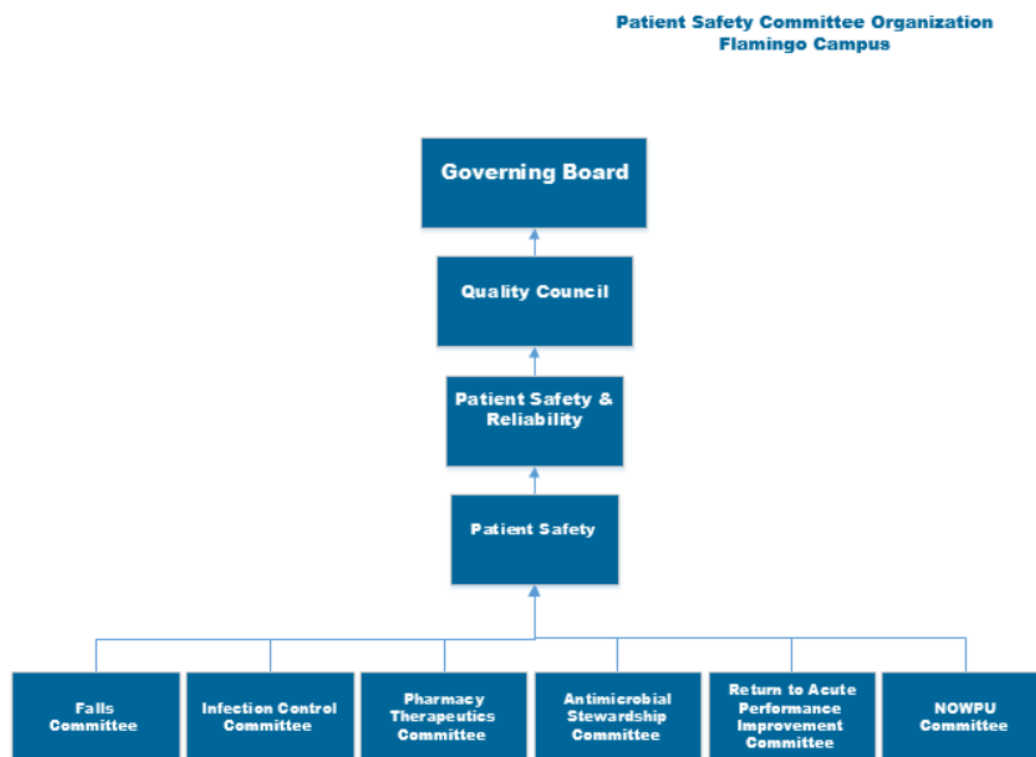 Patient Safety Committee Organization
Flamingo Campus
Governing Board
Quality Council
Patient Safety &
Reliability
Patient Safety
Falls
Committee
Infection Control
Committee
Pharmacy
Therapeutics
Committee
Antimicrobial
Stewardship
Committee
Return to Acute
Performance
Improvement
Committee
NOWPU
Committee